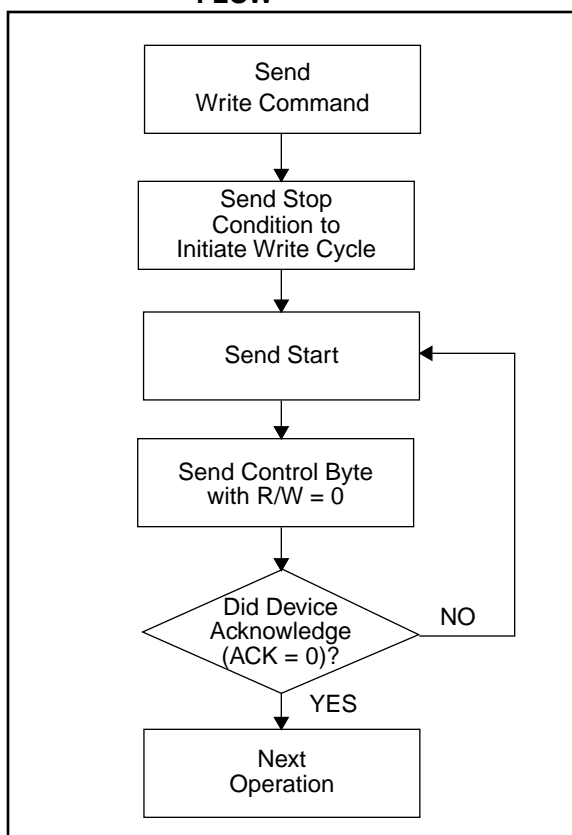 Send
Write Command
Send Stop
Condition to
Initiate Write Cycle
Send Start
Send Control Byte
with R/W = 0
Did Device
Acknowledge
(ACK = 0)?
NO
YES
Next
Operation